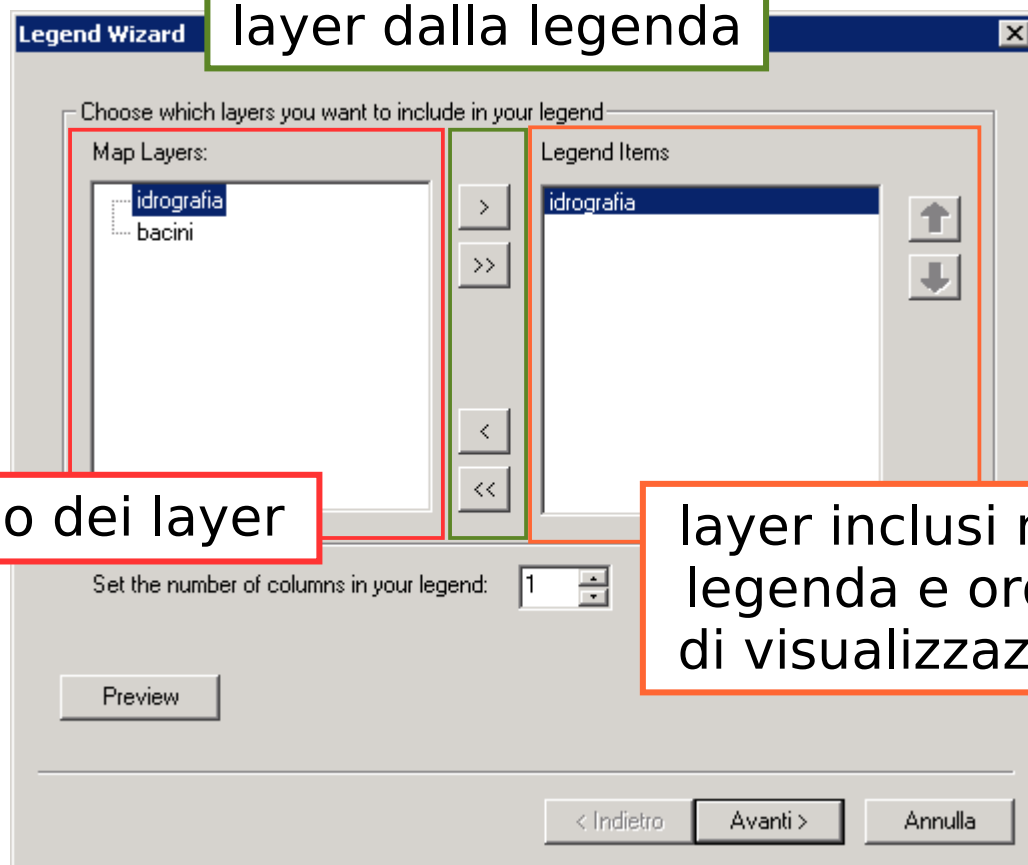 layer dalla legenda
Legend Wizard
Choose which layers you want to include in your legend
Map Layers:
Legend Items
idrografia
bacini
idrografia
>
>>
<
<<
o dei layer
layer inclusi
legenda e
di
Set the number of columns in your legend:
1
Preview
< Indietro
Avanti >
Annulla